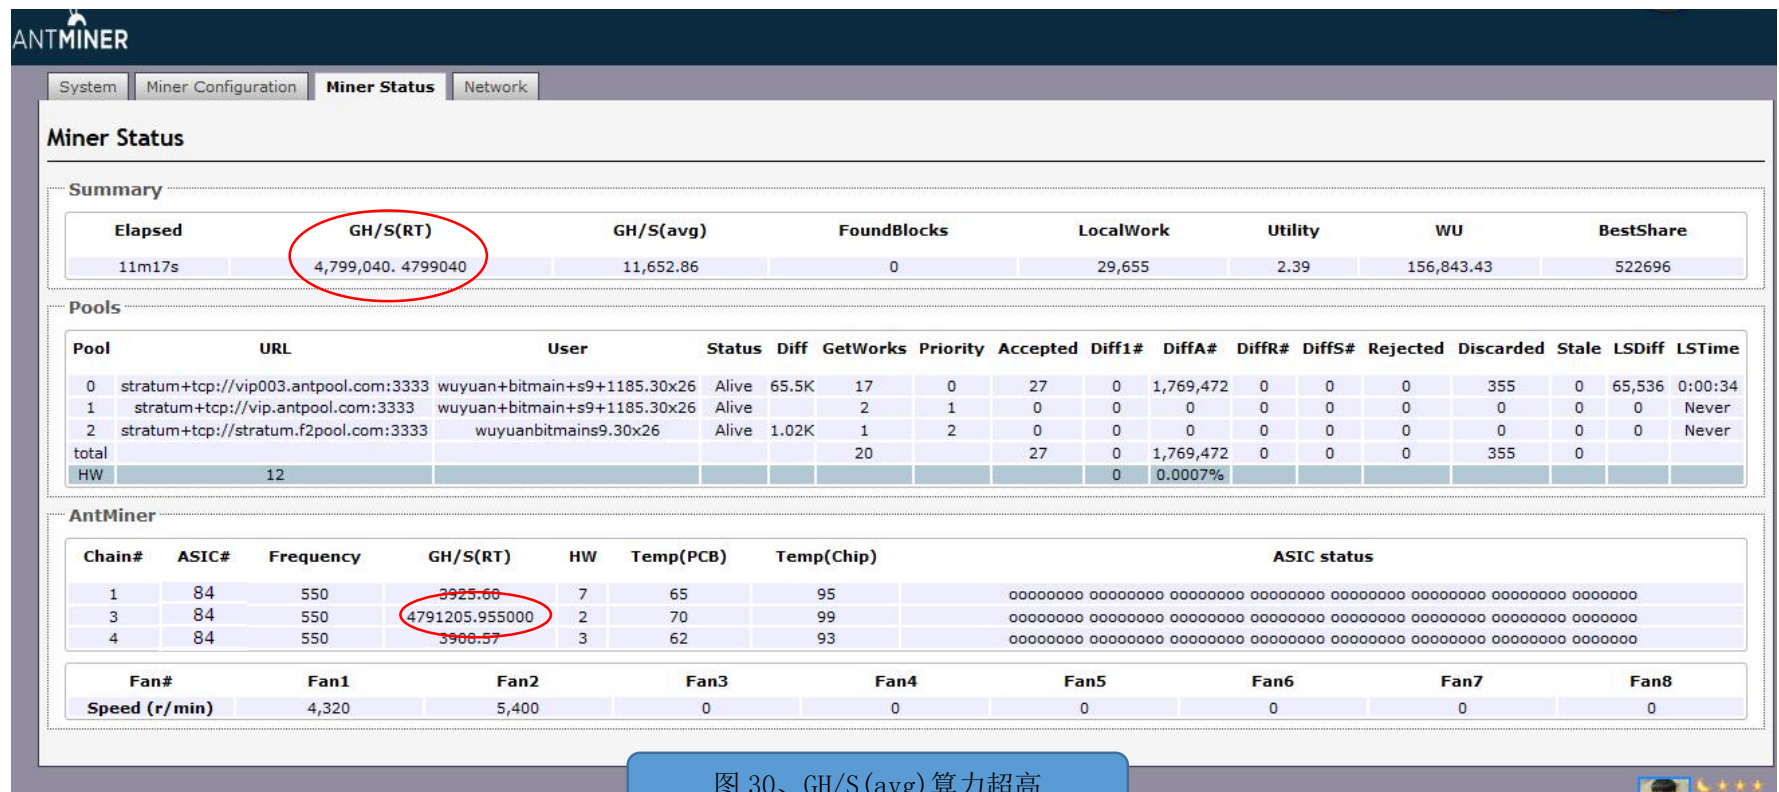 ANTMINER
System Miner Configuration Miner Status Network
Miner Status
Summary
Elapsed GH/S(RT) GH/S(avg) FoundBlocks LocalWork Utility WU BestShare
11m17s 4,799,040. 4799040 11,652.86 0 29,655 2.39 156,843.43 522696
Pools
Pool URL User Status Diff GetWorks Priority Accepted Diff1# DiffA# DiffR# DiffS# Rejected Discarded Stale LSDiff LSTime
0 stratum+tcp://vip003.antpool.com:3333 wuyuan+bitmain+s9+1185.30x26 Alive 65.5K 17 0 27 0 1,769,472 0 0 0 355 0 65,536 0:00:34
1 stratum+tcp://vip.antpool.com:3333 wuyuan+bitmain+s9+1185.30x26 Alive 2 1 0 0 0 0 0 0 0 0 0 Never
2 stratum+tcp://stratum.f2pool.com:3333 wuyuanbitmains9.30x26 Alive 1.02K 1 2 0 0 0 0 0 0 0 0 0 Never
total 20 27 0 1,769,472 0 0 0 355 0
HW 12 0 0.0007%
AntMiner
Chain# ASIC# Frequency GH/S(RT) HW Temp(PCB) Temp(Chip) ASIC status
1 84 550 3925.60 7 65 95 oooooooo oooooooo oooooooo oooooooo oooooooo oooooooo oooooooo ooooooo
3 84 550 4791205.955000 2 70 99 oooooooo oooooooo oooooooo oooooooo oooooooo oooooooo oooooooo ooooooo
4 84 550 3908.57 3 62 93 oooooooo oooooooo oooooooo oooooooo oooooooo oooooooo oooooooo ooooooo
Fan# Fan1 Fan2 Fan3 Fan4 Fan5 Fan6 Fan7 Fan8
Speed (r/min) 4,320 5,400 0 0 0 0 0 0
图 30、GH/S(avg)算力超高